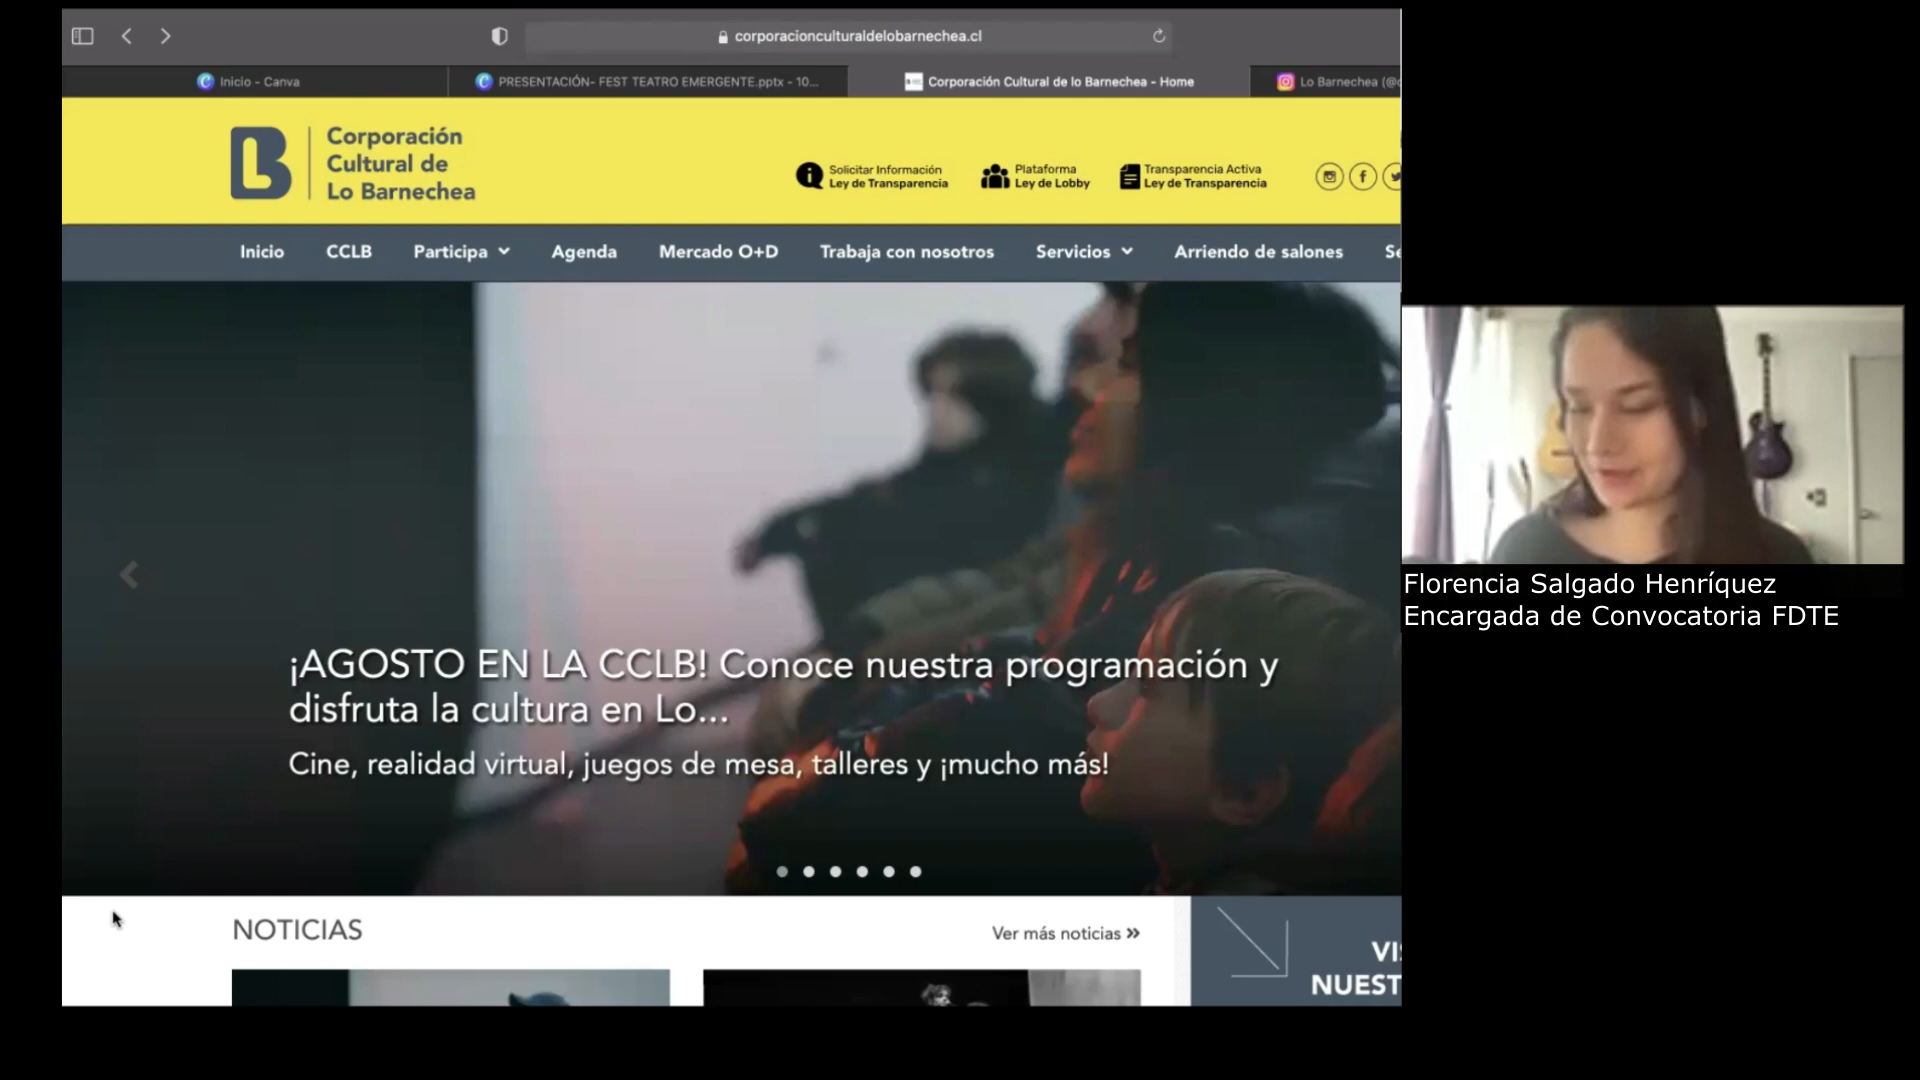 corporacionculturaldelobarnechea.cl
Inicio - Canva
PRESENTACIÓN- FEST TEATRO EMERGENTE.pptx - 10...
Corporación Cultural de lo Barnechea - Home
Lo Barnechea (@
Corporación
Cultural de
Lo Barnechea
Solicitar Información
Ley de Transparencia
Plataforma
Ley de Lobby
Transparencia Activa
Ley de Transparencia
Inicio
CCLB
Participa
Agenda
Mercado O+D
Trabaja con nosotros
Servicios
Arriendo de salones
Se
¡AGOSTO EN LA CCLB! Conoce nuestra programación y
disfruta la cultura en Lo...
Cine, realidad virtual, juegos de mesa, talleres y ¡mucho más!
NOTICIAS
Ver más noticias »
VI
NUEST
Florencia Salgado Henríquez
Encargada de Convocatoria FDTE